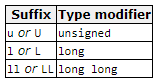 Suffix Type modifier
u or U unsigned
l or L long
ll or LL long long